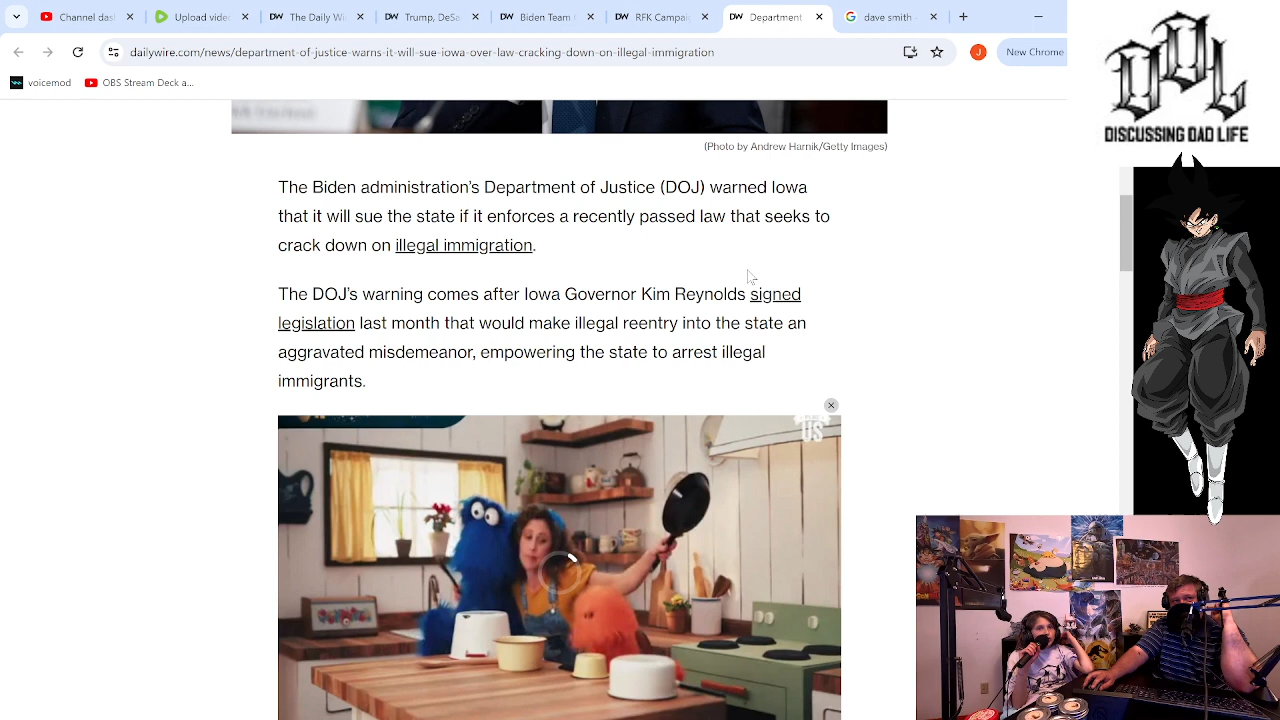 Channel das
Upload vide
The Daily Wi
Trump, DeSa
Biden Team
RFK Campai
Department
dave smith -
dailywire.com/news/department-of-justice-warns-it-will-sue-iowa-over-law-cracking-down-on-illegal-immigration
J
New Chrome
voicemod
OBS Stream Deck a...
DDL
DISCUSSING DAD LIFE
(Photo by Andrew Harnik/Getty Images)
The Biden administration's Department of Justice (DOJ) warned Iowa
that it will sue the state if it enforces a recently passed law that seeks to
crack down on illegal immigration.
The DOJ's warning comes after Iowa Governor Kim Reynolds signed
legislation last month that would make illegal reentry into the state an
aggravated misdemeanor, empowering the state to arrest illegal
immigrants.
US